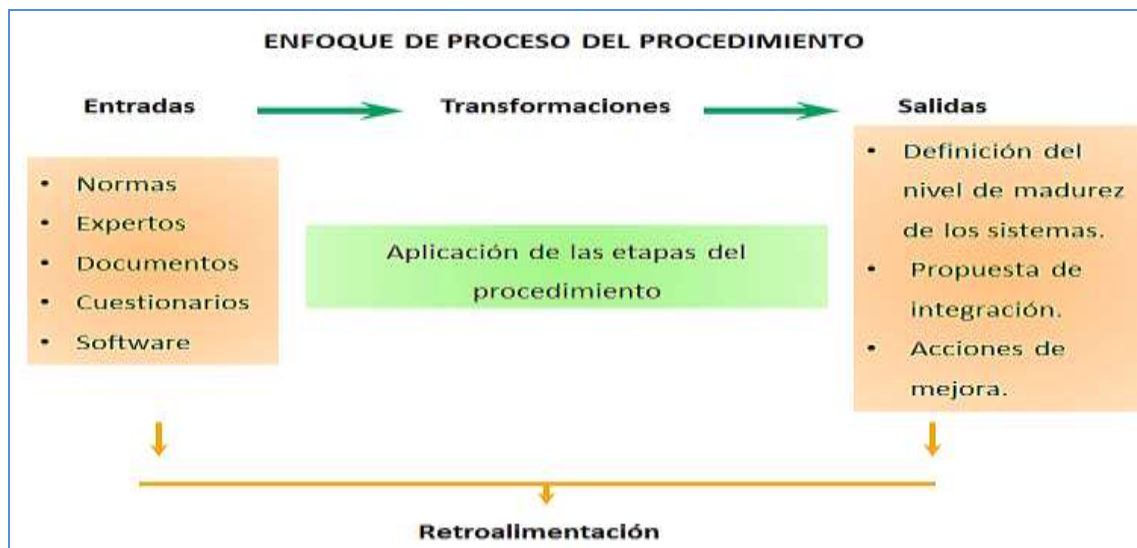 ENFOQUE DE PROCESO DEL PROCEDIMIENTO
Entradas
Transformaciones
Salidas
• Normas
• Expertos
• Documentos
• Cuestionarios
• Software
Aplicación de las etapas del
procedimiento
• Definición del
nivel de madurez
de los sistemas.
• Propuesta de
integración.
• Acciones de
mejora.
Retroalimentación